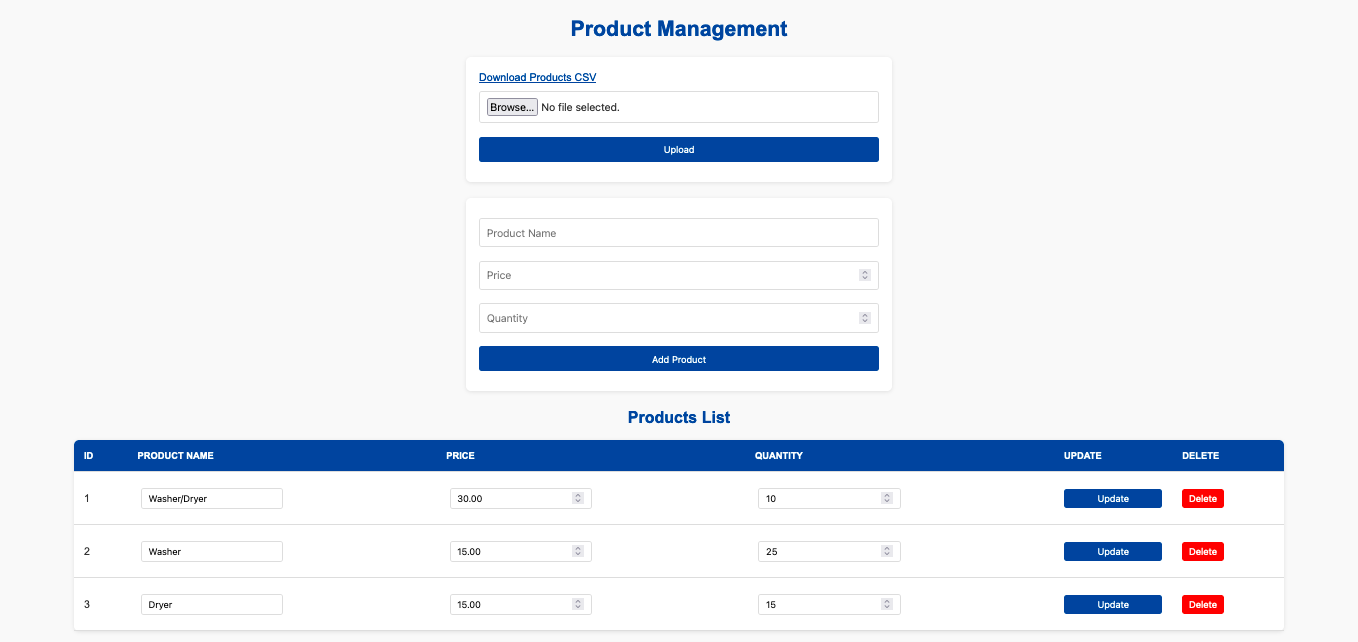 Product Management
Download Products CSV
Browse... No file selected.
Upload
Product Name
Price
Quantity
Add Product
Products List
ID PRODUCT NAME PRICE QUANTITY UPDATE DELETE
1 Washer/Dryer 30.00 10 Update Delete
2 Washer 15.00 25 Update Delete
3 Dryer 15.00 15 Update Delete